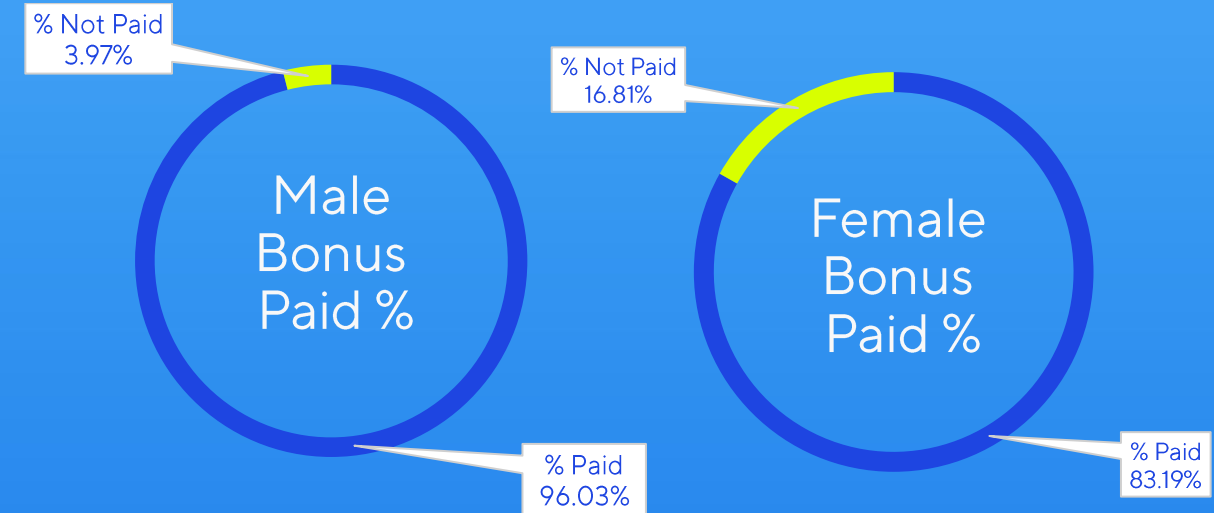 % Not Paid
3.97%
Male
Bonus
Paid %
% Paid
96.03%
% Not Paid
16.81%
Female
Bonus
Paid %
% Paid
83.19%